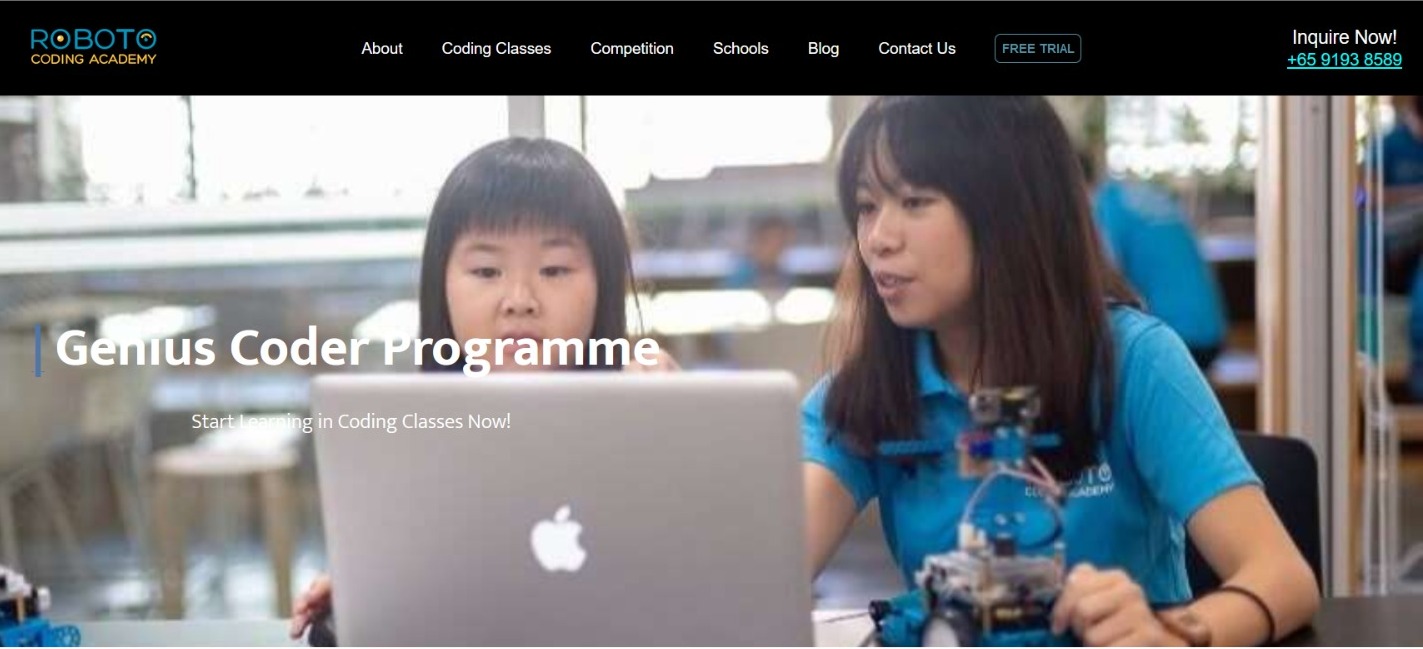 ROBOTO
CODING ACADEMY
About
Coding Classes
Competition
Schools
Blog
Contact Us
FREE TRIAL
Inquire Now!
+65 9193 8589
Genius Coder Programme
Start Learning in Coding Classes Now!
ACADEMY